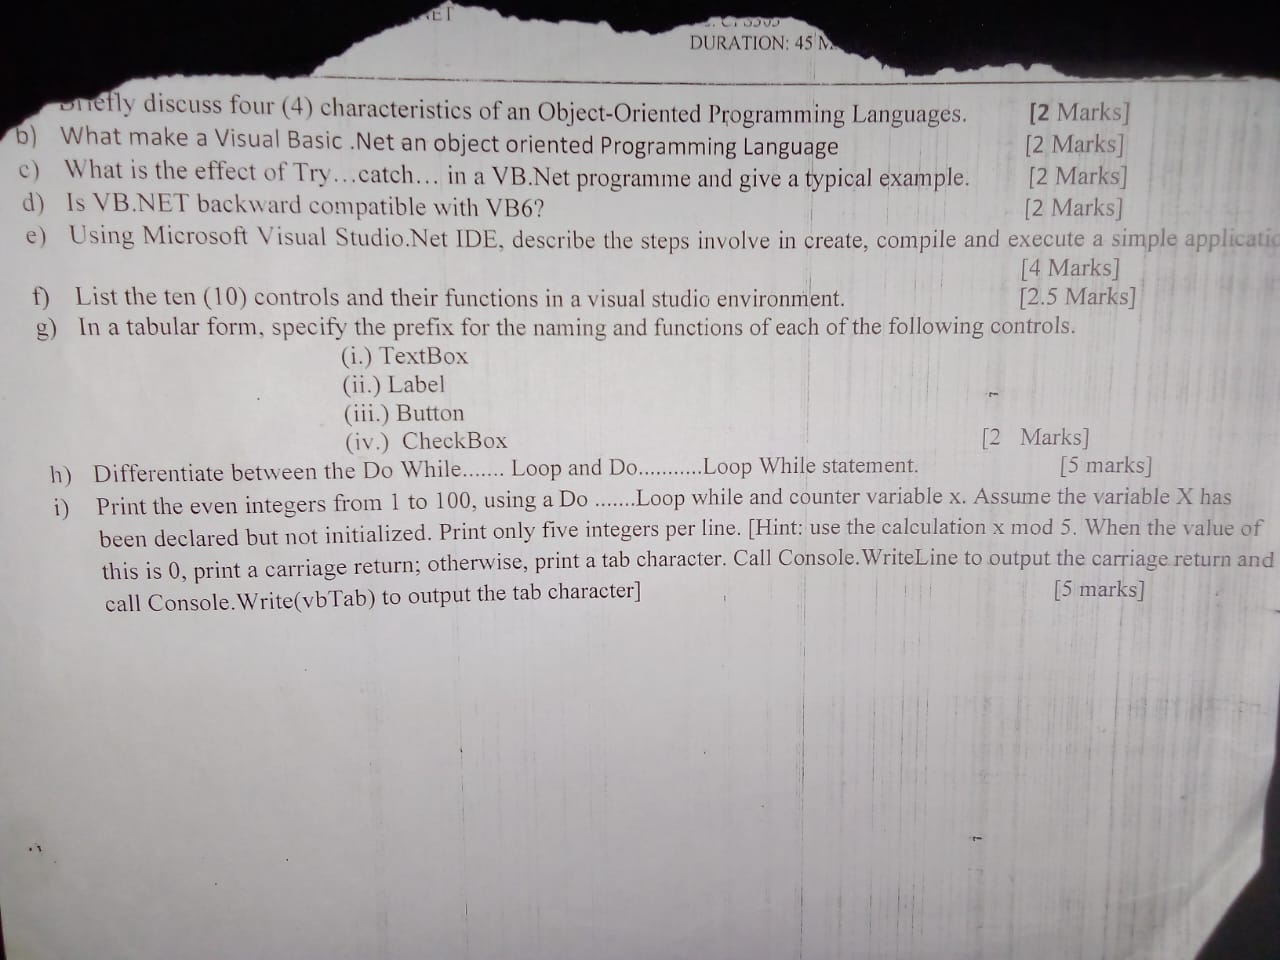 DURATION: 45
Briefly discuss four (4) characteristics of an Object-Oriented Programming Languages. [2 Marks]
b) What make a Visual Basic .Net an object oriented Programming Language [2 Marks]
c) What is the effect of Try...catch... in a VB.Net programme and give a typical example. [2 Marks]
d) Is VB.NET backward compatible with VB6? [2 Marks]
e) Using Microsoft Visual Studio.Net IDE, describe the steps involve in create, compile and execute a simple applicatio
[4 Marks]
f) List the ten (10) controls and their functions in a visual studio environment. [2.5 Marks]
g) In a tabular form, specify the prefix for the naming and functions of each of the following controls.
(i.) TextBox
(ii.) Label
(iii.) Button
(iv.) CheckBox [2 Marks]
h) Differentiate between the Do While....... Loop and Do...........Loop While statement. [5 marks]
i) Print the even integers from 1 to 100, using a Do .......Loop while and counter variable x. Assume the variable X has
been declared but not initialized. Print only five integers per line. [Hint: use the calculation x mod 5. When the value of
this is 0, print a carriage return; otherwise, print a tab character. Call Console.WriteLine to output the carriage return and
call Console.Write(vbTab) to output the tab character] [5 marks]